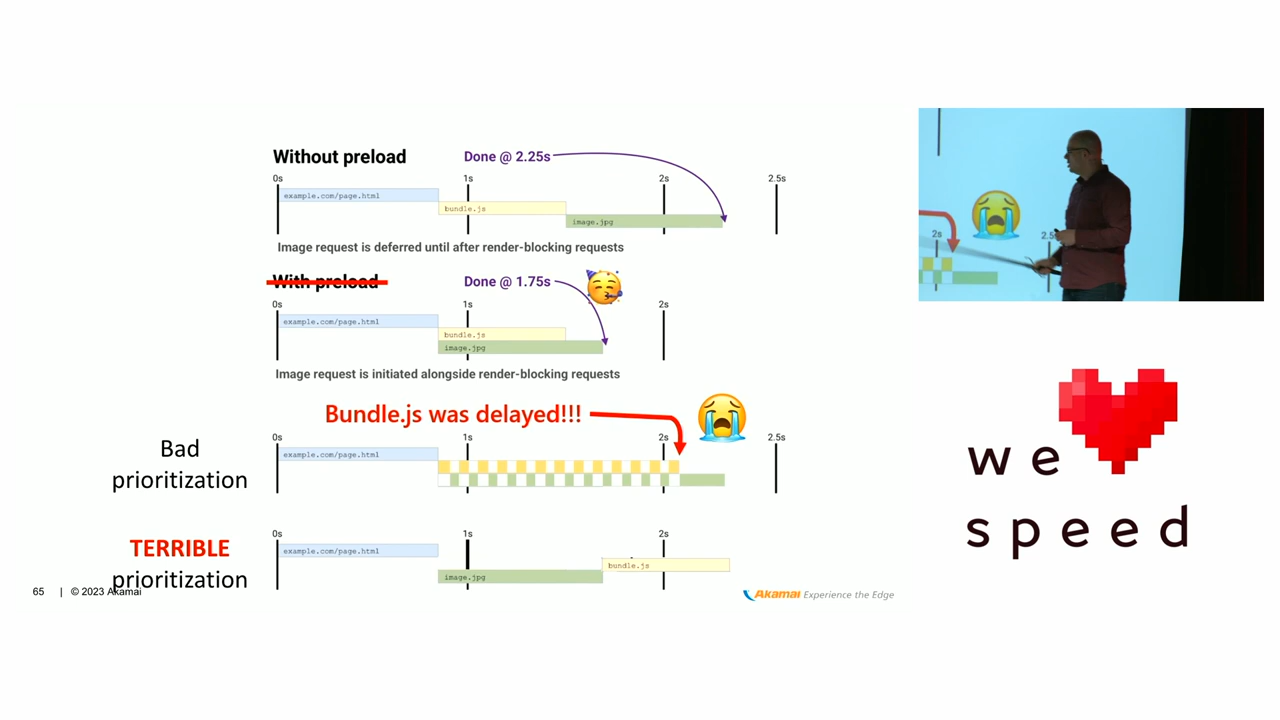 Without preload
Done @ 2.25s
0s 1s 2s 2.5s
example.com/page.html
bundle.js
image.jpg
Image request is deferred until after render-blocking requests
With preload
Done @ 1.75s
0s 1s 2s
example.com/page.html
bundle.js
image.jpg
Image request is initiated alongside render-blocking requests
Bundle.js was delayed!!!
Bad
prioritization
0s 1s 2s 2.5s
example.com/page.html
TERRIBLE
prioritization
0s 1s 2s
example.com/page.html
bundle.js
image.jpg
65 | © 2023 Akamai
Akamai Experience the Edge
2s 2.5s
we
speed